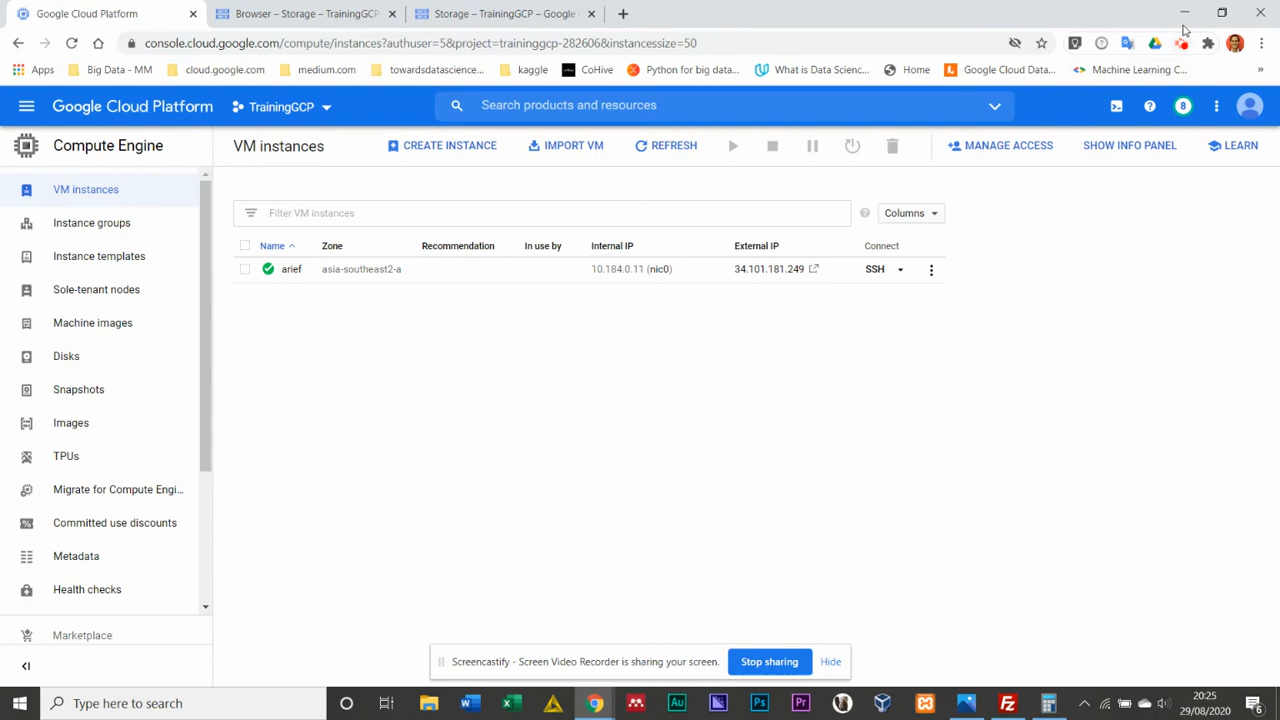 Google Cloud Platform
Browser – Storage – TrainingGCP
Storage – TrainingGCP – Google
console.cloud.google.com/compute/instances?authuser=5&project=traininggcp-282606&instancessize=50
Apps
Big Data - MM
cloud.google.com
medium.com
towardsdatascience...
kaggle
CoHive
Python for big data...
What is Data Scienc...
Home
Google Cloud Data...
Machine Learning C...
»
Google Cloud Platform
TrainingGCP
Search products and resources
8
Compute Engine
VM instances
CREATE INSTANCE
IMPORT VM
REFRESH
MANAGE ACCESS
SHOW INFO PANEL
LEARN
VM instances
Instance groups
Instance templates
Sole-tenant nodes
Machine images
Disks
Snapshots
Images
TPUs
Migrate for Compute Engi...
Committed use discounts
Metadata
Health checks
Marketplace
Filter VM instances
Columns
Name
Zone
Recommendation
In use by
Internal IP
External IP
Connect
arief
asia-southeast2-a
10.184.0.11 (nic0)
34.101.181.249
SSH
Screencastify - Screen Video Recorder is sharing your screen.
Stop sharing
Hide
Type here to search
Au
Ps
Pr
Fz
20:25
29/08/2020
6